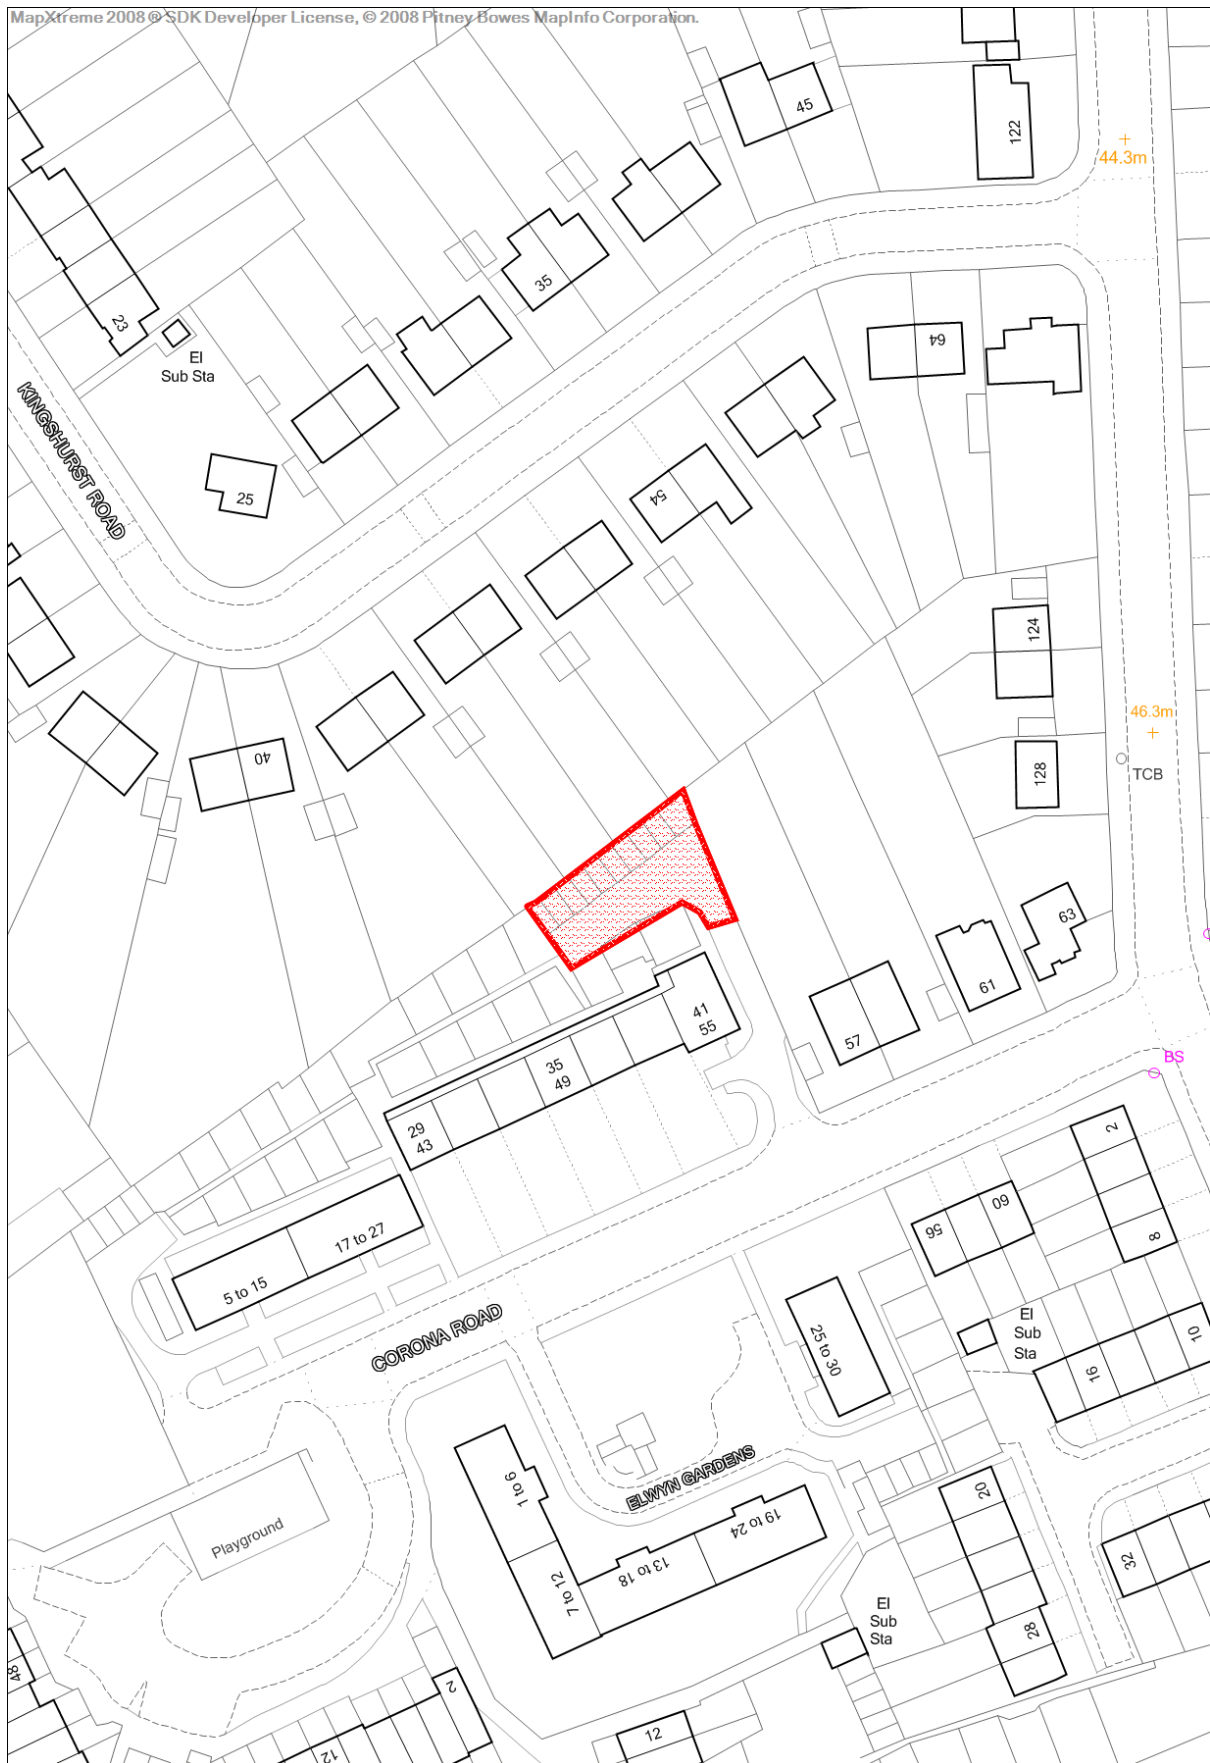 MapXtreme 2008 ® SDK Developer License, © 2008 Pitney Bowes MapInfo Corporation.
45
122
44.3m
35
23
El
Sub Sta
64
KINGSHURST ROAD
25
54
124
46.3m
40
128
TCB
63
61
41
55
57
35
49
BS
29
43
2
17 to 27
60
56
8
5 to 15
El
Sub
Sta
CORONA ROAD
25 to 30
10
16
1 to 6
ELWYN GARDENS
20
19 to 24
Playground
13 to 18
32
7 to 12
El
Sub
Sta
28
48
2
12
12